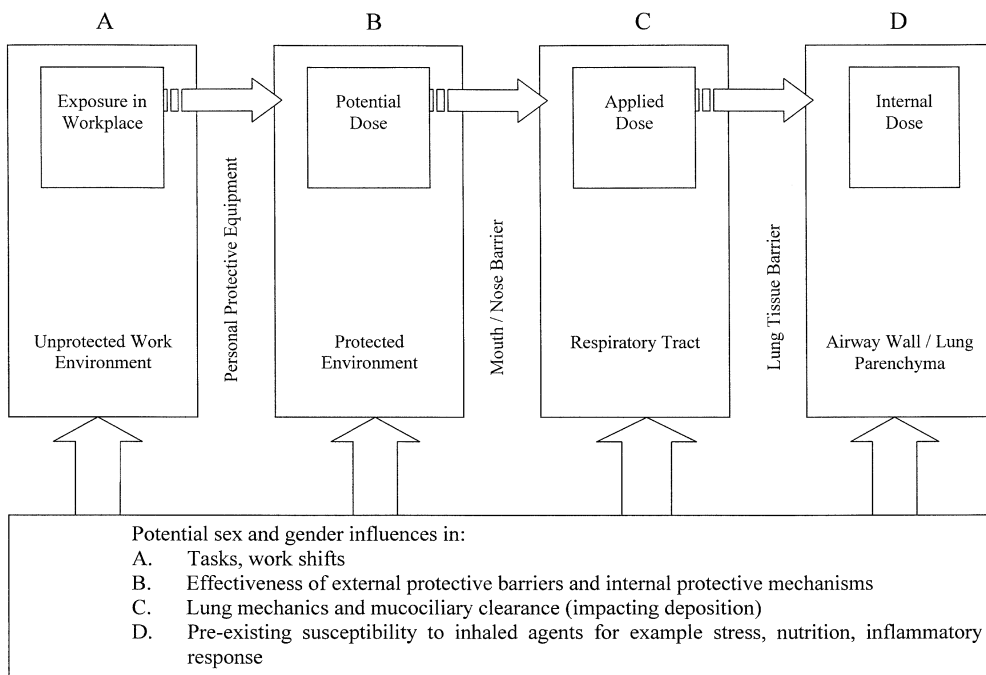 A
B
C
D
Exposure in
Workplace
Potential
Dose
Applied
Dose
Internal
Dose
Personal Protective Equipment
Mouth / Nose Barrier
Lung Tissue Barrier
Unprotected Work
Environment
Protected
Environment
Respiratory Tract
Airway Wall / Lung
Parenchyma
Potential sex and gender influences in:
A. Tasks, work shifts
B. Effectiveness of external protective barriers and internal protective mechanisms
C. Lung mechanics and mucociliary clearance (impacting deposition)
D. Pre-existing susceptibility to inhaled agents for example stress, nutrition, inflammatory
response